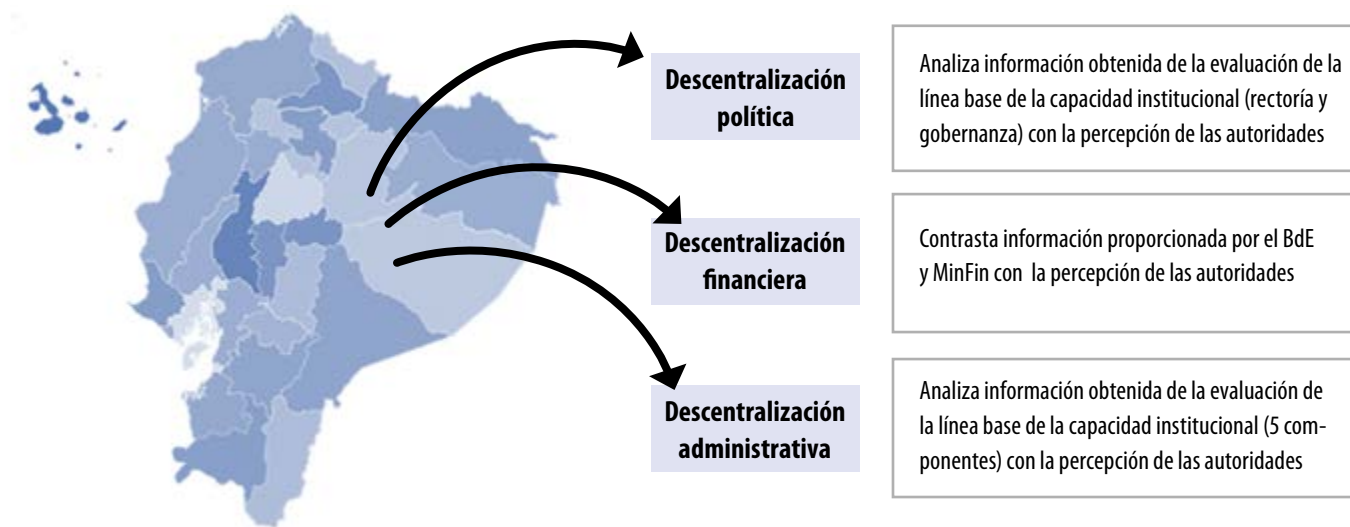 Descentralización
política
Analiza información obtenida de la evaluación de la
línea base de la capacidad institucional (rectoría y
gobernanza) con la percepción de las autoridades
Descentralización
financiera
Contrasta información proporcionada por el BdE
y MinFin con la percepción de las autoridades
Descentralización
administrativa
Analiza información obtenida de la evaluación de
la línea base de la capacidad institucional (5 com-
ponentes) con la percepción de las autoridades